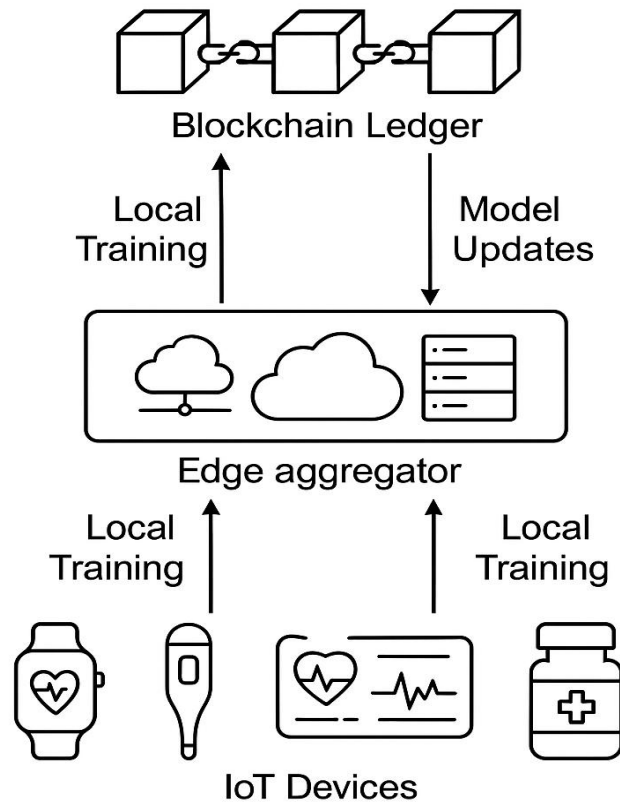 Blockchain Ledger
Local
Training
Model
Updates
Edge aggregator
Local
Training
Local
Training
IoT Devices